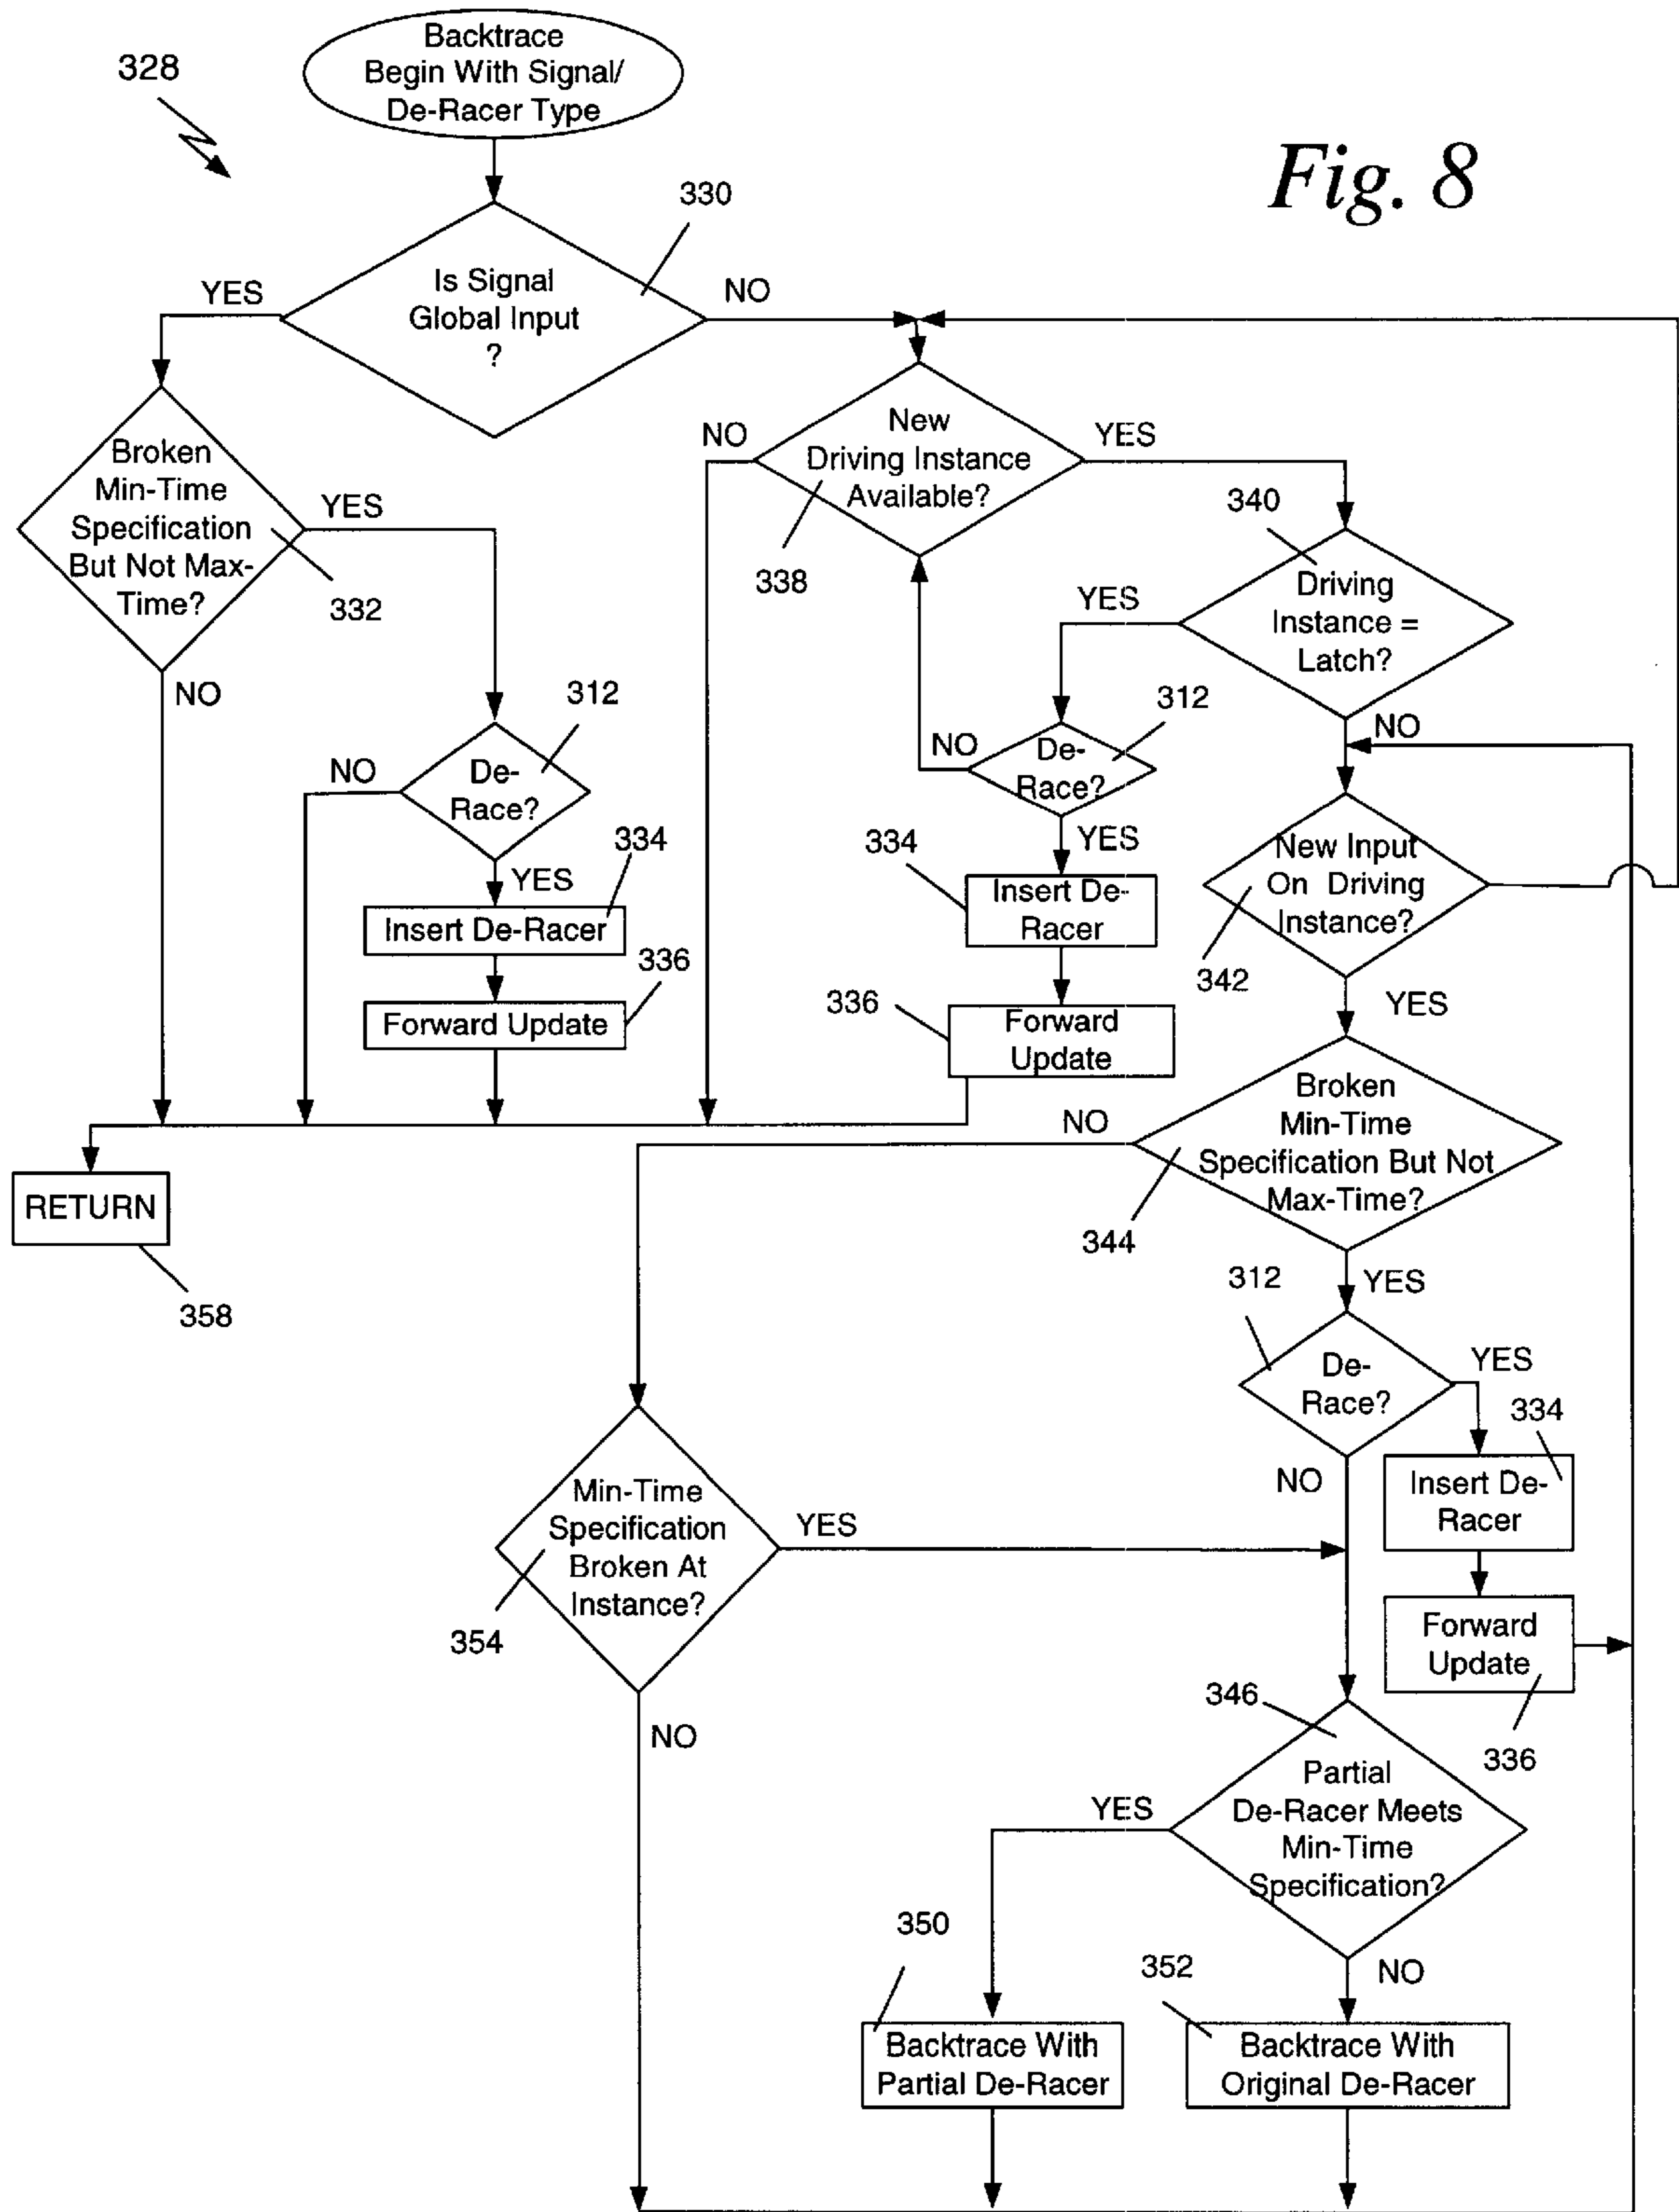 Backtrace
Begin With Signal/
De-Racer Type
328
Fig. 8
330
Is Signal
Global Input
?
YES
NO
Broken
Min-Time
Specification
But Not Max-
Time?
YES
332
NO
New
Driving Instance
Available?
NO
YES
338
340
Driving
Instance =
Latch?
YES
NO
312
De-
Race?
NO
YES
334
Insert De-Racer
336
Forward Update
312
De-
Race?
NO
YES
334
Insert De-
Racer
336
Forward
Update
New Input
On Driving
Instance?
342
YES
Broken
Min-Time
Specification But Not
Max-Time?
NO
344
YES
RETURN
358
312
De-
Race?
YES
NO
334
Insert De-
Racer
Forward
Update
336
Min-Time
Specification
Broken At
Instance?
YES
354
NO
346
Partial
De-Racer Meets
Min-Time
Specification?
YES
NO
350
Backtrace With
Partial De-Racer
352
Backtrace With
Original De-Racer